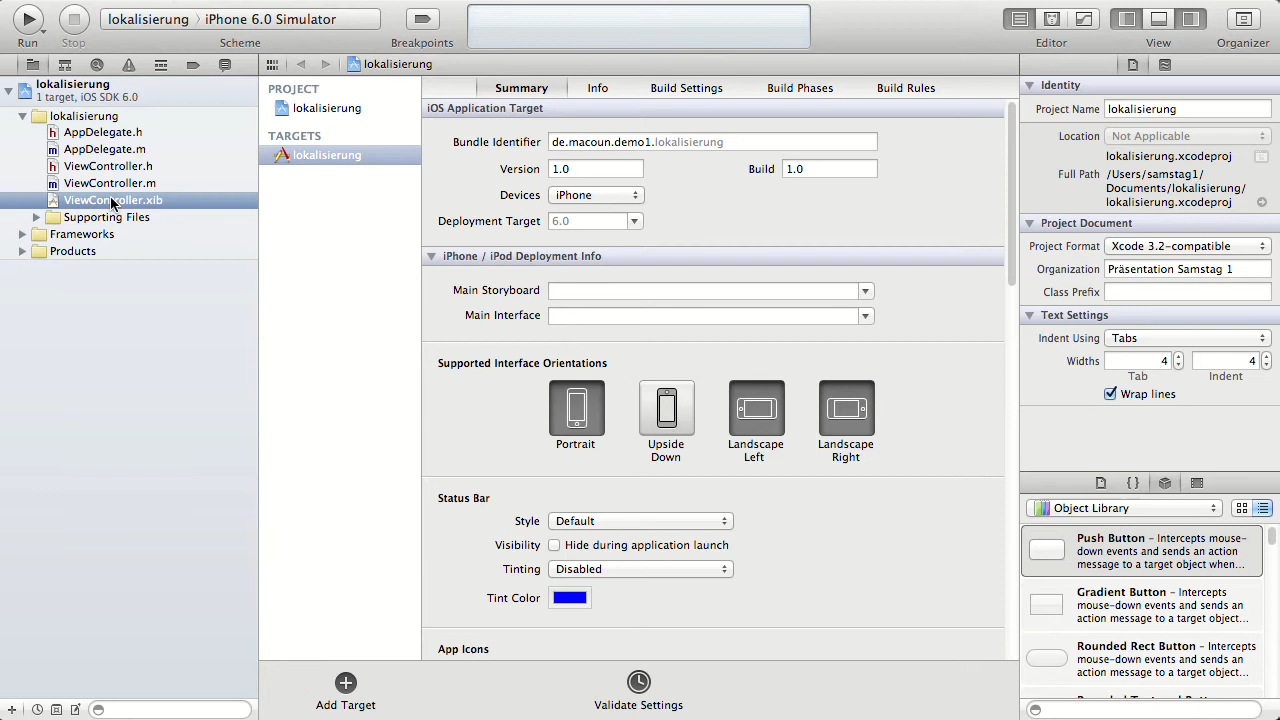 lokalisierung
iPhone 6.0 Simulator
Run
Stop
Scheme
Breakpoints
Editor
View
Organizer
lokalisierung
1 target, iOS SDK 6.0
lokalisierung
AppDelegate.h
AppDelegate.m
ViewController.h
ViewController.m
ViewController.xib
Supporting Files
Frameworks
Products
lokalisierung
PROJECT
lokalisierung
TARGETS
lokalisierung
Summary
Info
Build Settings
Build Phases
Build Rules
iOS Application Target
Bundle Identifier de.macoun.demo1.lokalisierung
Version 1.0 Build 1.0
Devices iPhone
Deployment Target 6.0
iPhone / iPod Deployment Info
Main Storyboard
Main Interface
Supported Interface Orientations
Portrait
Upside
Down
Landscape
Left
Landscape
Right
Status Bar
Style Default
Visibility Hide during application launch
Tinting Disabled
Tint Color
App Icons
Add Target
Validate Settings
Identity
Project Name lokalisierung
Location Not Applicable
lokalisierung.xcodeproj
Full Path /Users/samstag1/
Documents/lokalisierung/
lokalisierung.xcodeproj
Project Document
Project Format Xcode 3.2-compatible
Organization Präsentation Samstag 1
Class Prefix
Text Settings
Indent Using Tabs
Widths 4 4
Tab Indent
Wrap lines
{ }
Object Library
Push Button – Intercepts mouse-
down events and sends an action
message to a target object when...
Gradient Button – Intercepts
mouse-down events and sends an
action message to a target object...
Rounded Rect Button – Intercepts
mouse-down events and sends an
action message to a target object...